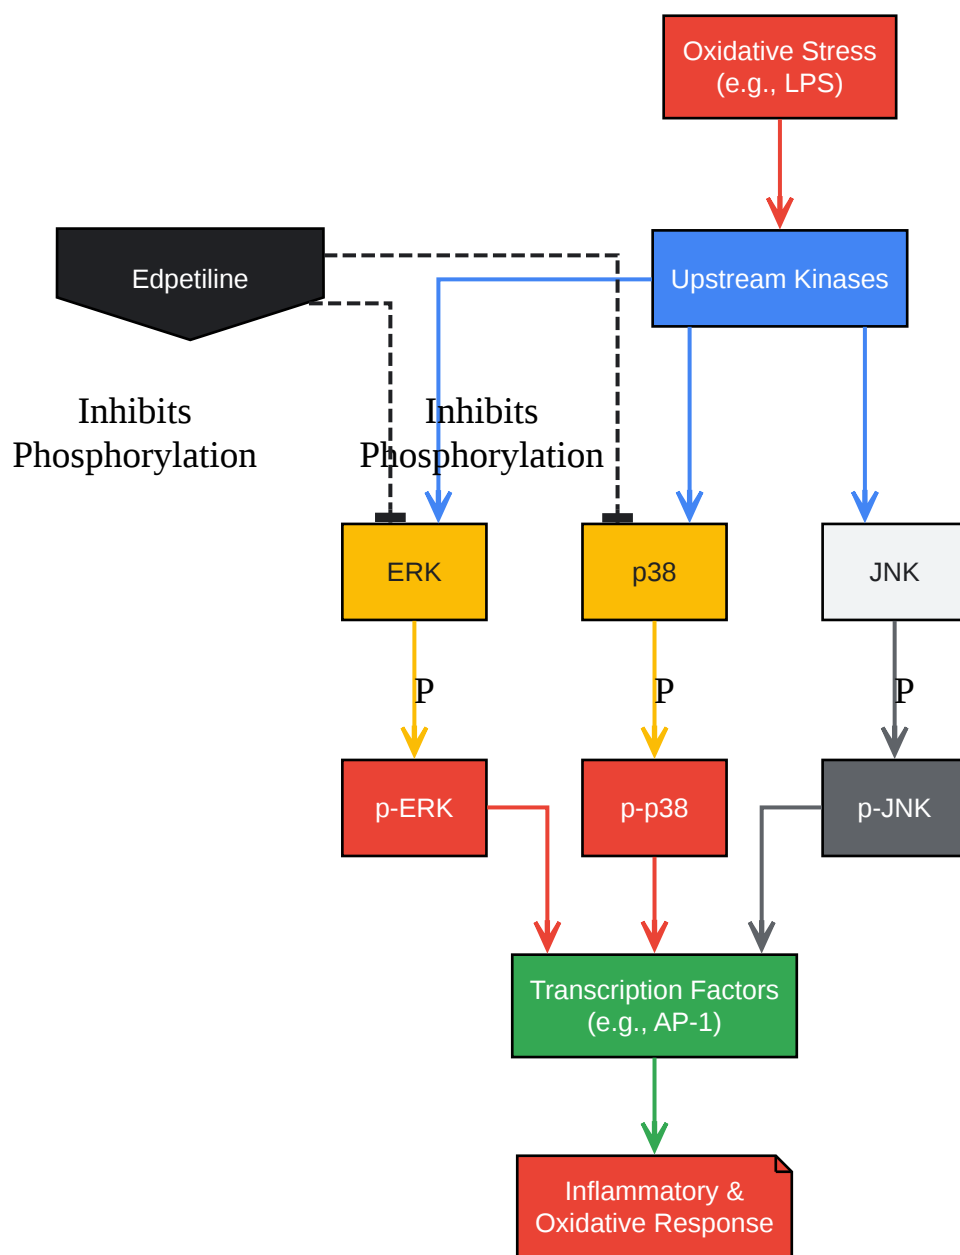 Oxidative Stress
(e.g., LPS)
Edpetiline
Upstream Kinases
Inhibits
Phosphorylation
Inhibits
Phosphorylation
ERK
p38
JNK
P
P
P
p-ERK
p-p38
p-JNK
Transcription Factors
(e.g., AP-1)
Inflammatory &
Oxidative Response